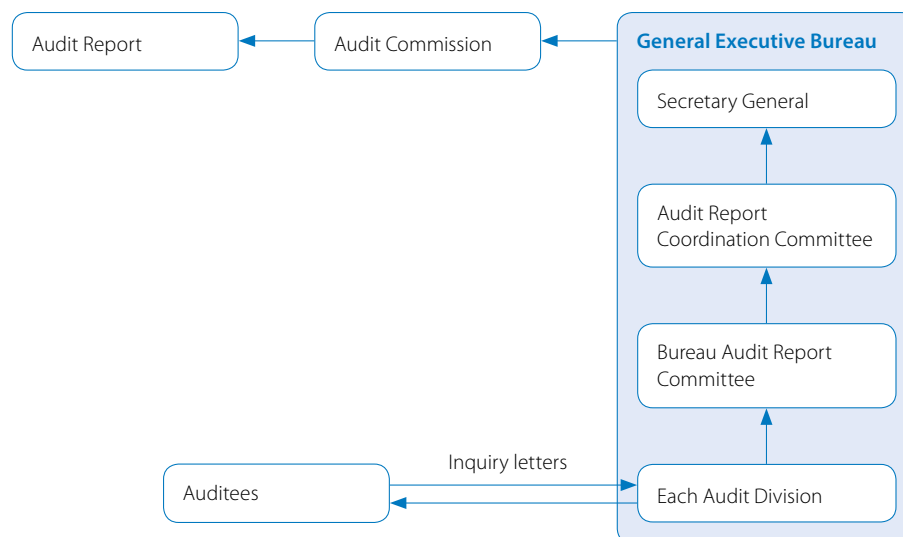 Audit Report
Audit Commission
General Executive Bureau
Secretary General
Audit Report
Coordination Committee
Bureau Audit Report
Committee
Inquiry letters
Auditees
Each Audit Division